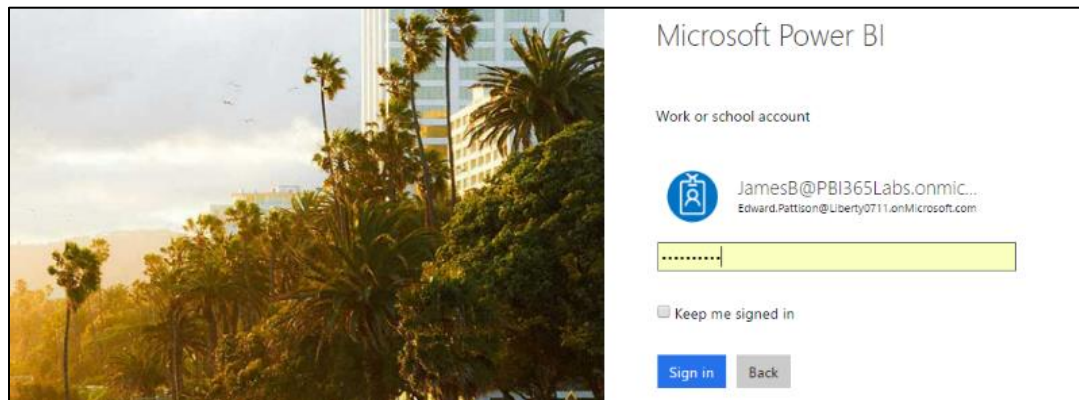 Microsoft Power BI
Work or school account
JamesB@PBI365Labs.onmic...
Edward.Pattison@Liberty0711.onMicrosoft.com
••••••••••
Keep me signed in
Sign in
Back